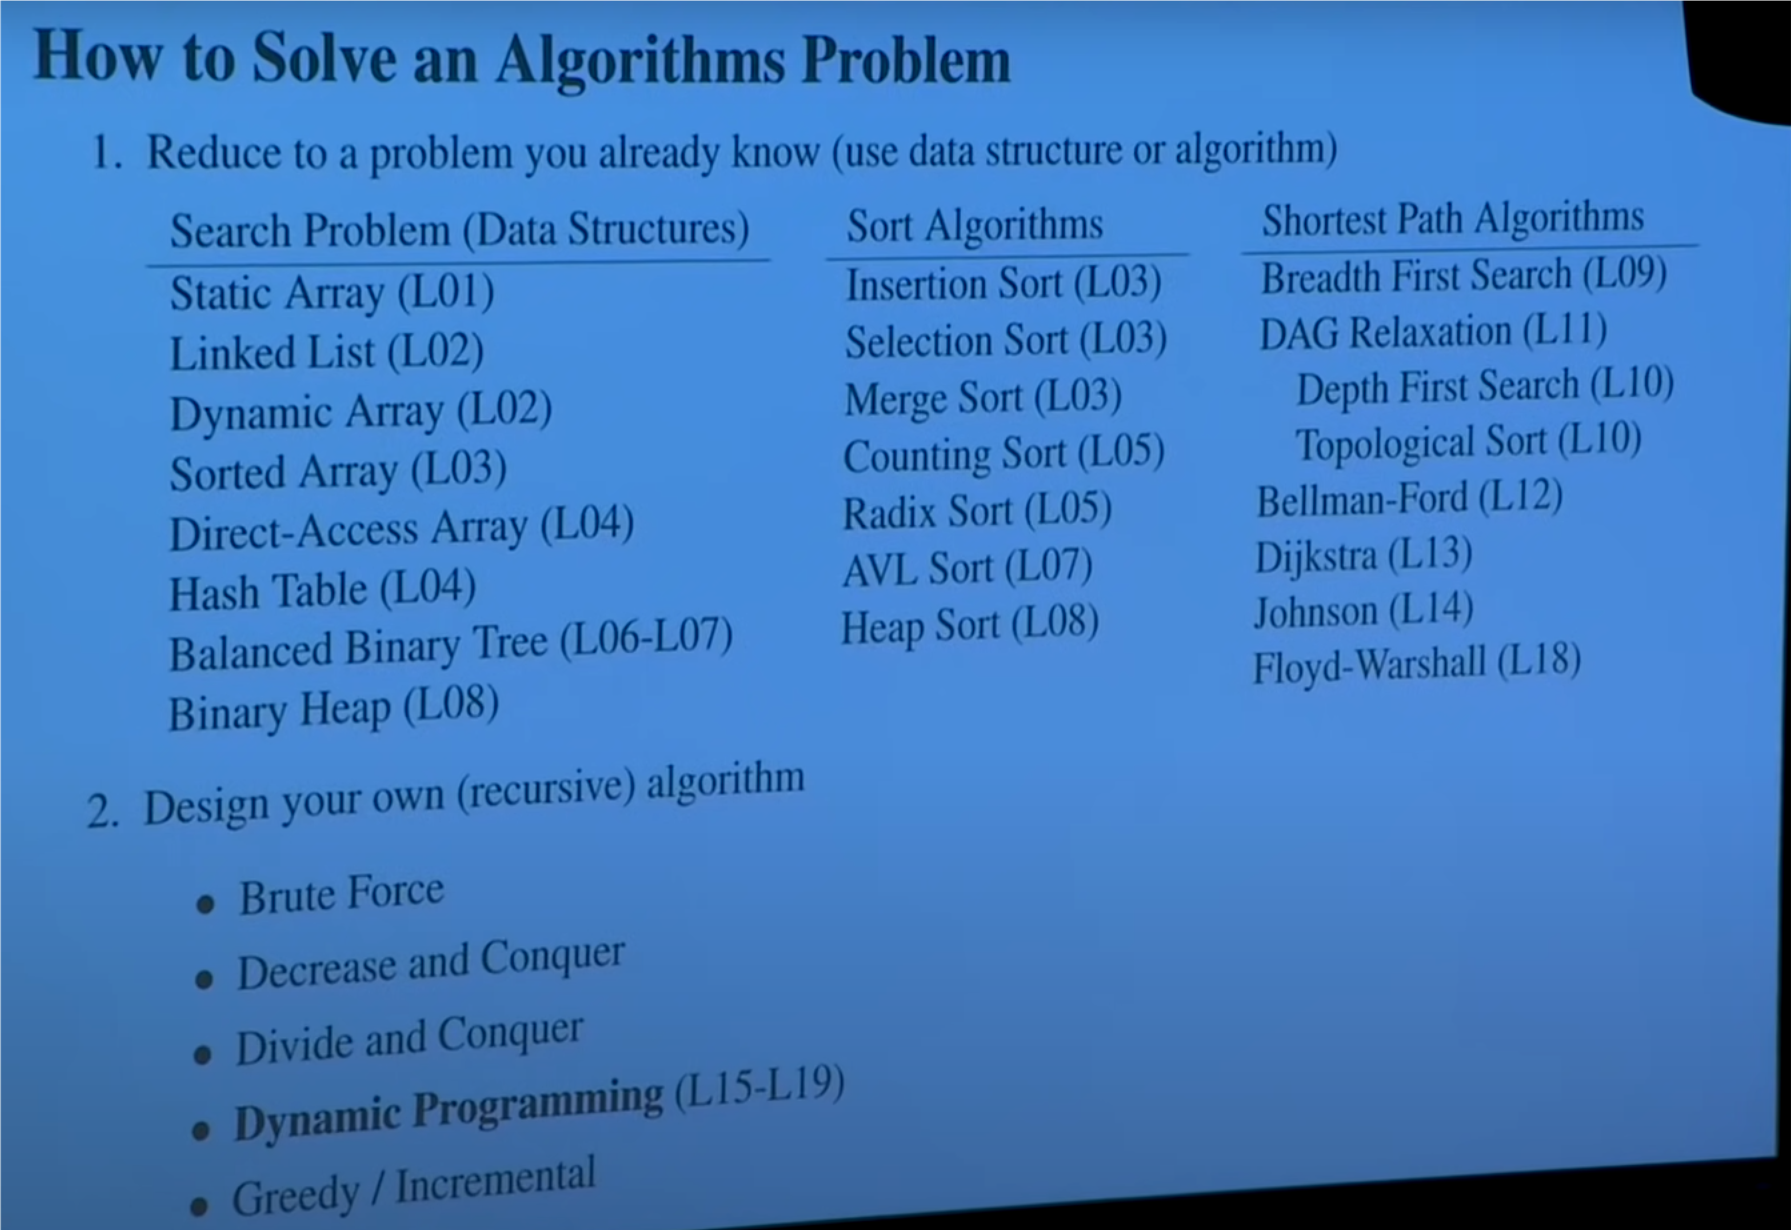 How to Solve an Algorithms Problem
1. Reduce to a problem you already know (use data structure or algorithm)
Search Problem (Data Structures)
Static Array (L01)
Linked List (L02)
Dynamic Array (L02)
Sorted Array (L03)
Direct-Access Array (L04)
Hash Table (L04)
Balanced Binary Tree (L06-L07)
Binary Heap (L08)
Sort Algorithms
Insertion Sort (L03)
Selection Sort (L03)
Merge Sort (L03)
Counting Sort (L05)
Radix Sort (L05)
AVL Sort (L07)
Heap Sort (L08)
Shortest Path Algorithms
Breadth First Search (L09)
DAG Relaxation (L11)
Depth First Search (L10)
Topological Sort (L10)
Bellman-Ford (L12)
Dijkstra (L13)
Johnson (L14)
Floyd-Warshall (L18)
2. Design your own (recursive) algorithm
• Brute Force
• Decrease and Conquer
• Divide and Conquer
• Dynamic Programming (L15-L19)
• Greedy / Incremental